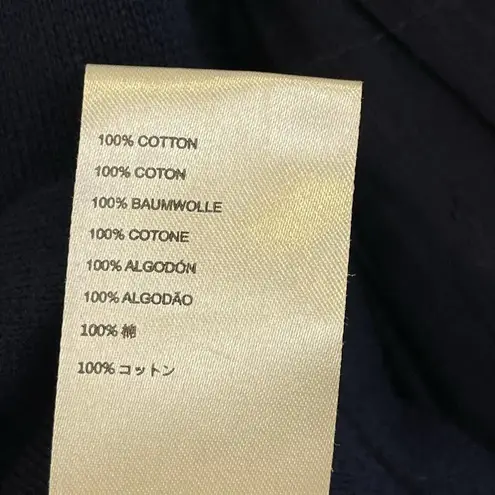 100% COTTON
100% COTON
100% BAUMWOLLE
100% COTONE
100% ALGODÓN
100% ALGODÃO
100% 棉
100% コットン